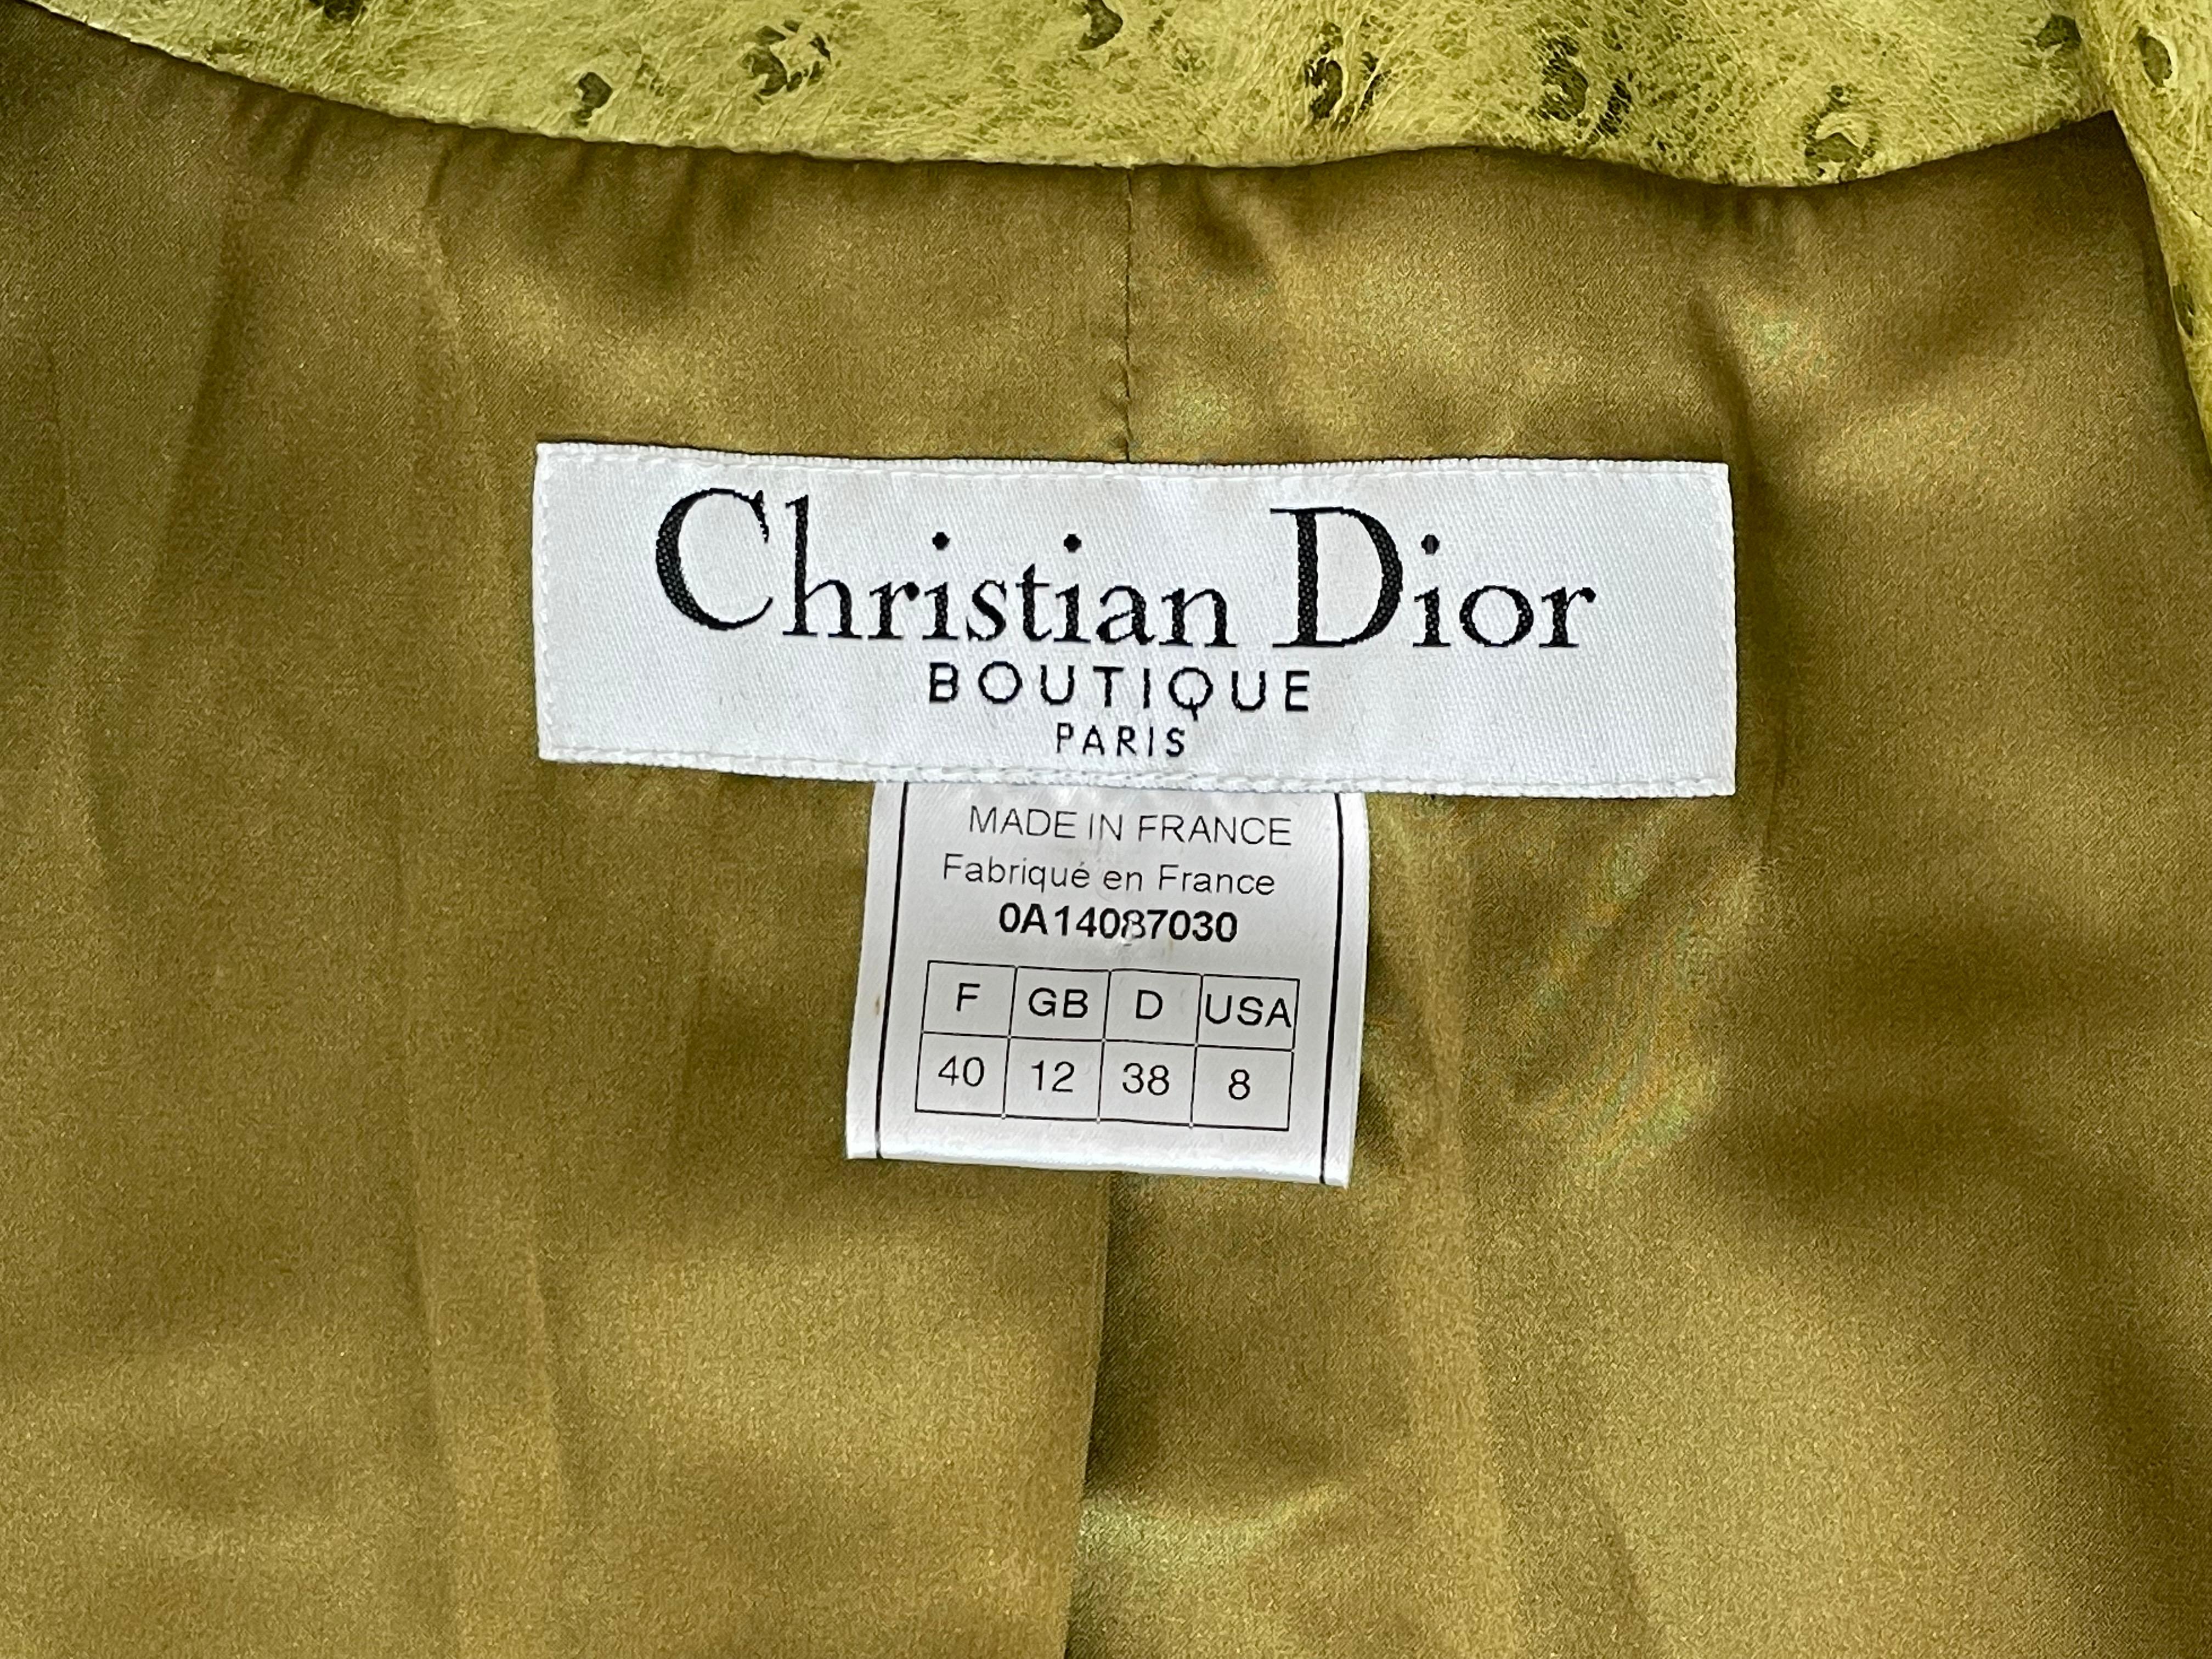 Christian Dior
BOUTIQUE
PARIS
MADE IN FRANCE
Fabriqué en France
0A14087030
F GB D USA
40 12 38 8